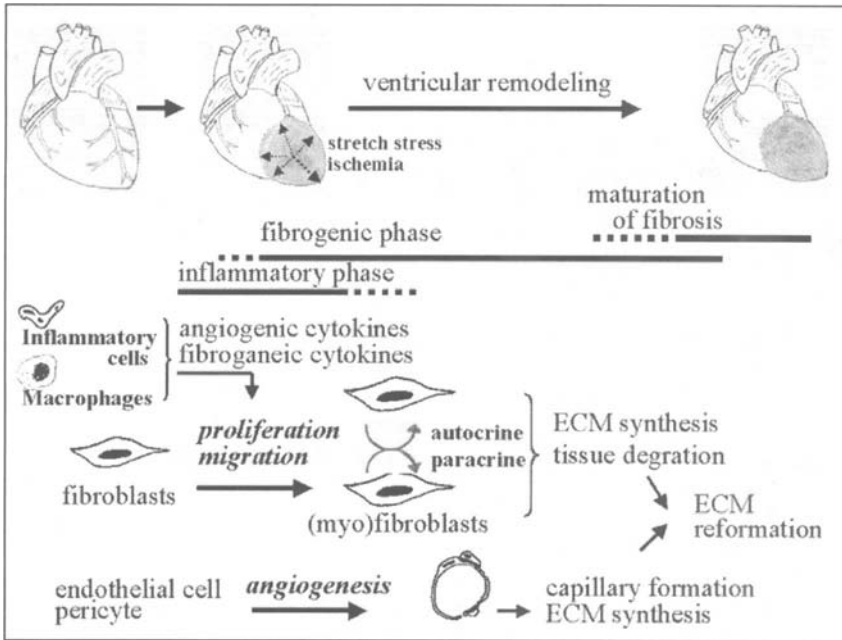 ventricular remodeling
stretch stress
ischemia
maturation
of fibrosis
fibrogenic phase
inflammatory phase
Inflammatory
cells
Macrophages
angiogenic cytokines
fibroganeic cytokines
proliferation
migration
fibroblasts
autocrine
paracrine
(myo)fibroblasts
ECM synthesis
tissue degration
ECM
reformation
endothelial cell
pericyte
angiogenesis
capillary formation
ECM synthesis